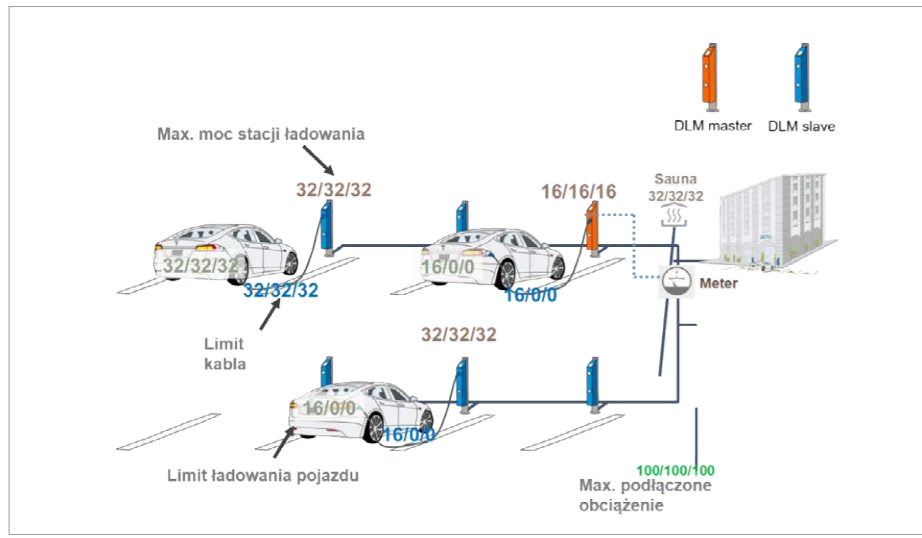 DLM master
DLM slave
Max. moc stacji ładowania
32/32/32
16/16/16
Sauna
32/32/32
32/32/32
16/0/0
32/32/32
16/0/0
Meter
Limit
kabla
32/32/32
16/0/0
16/0/0
Limit ładowania pojazdu
100/100/100
Max. podłączone
obciążenie